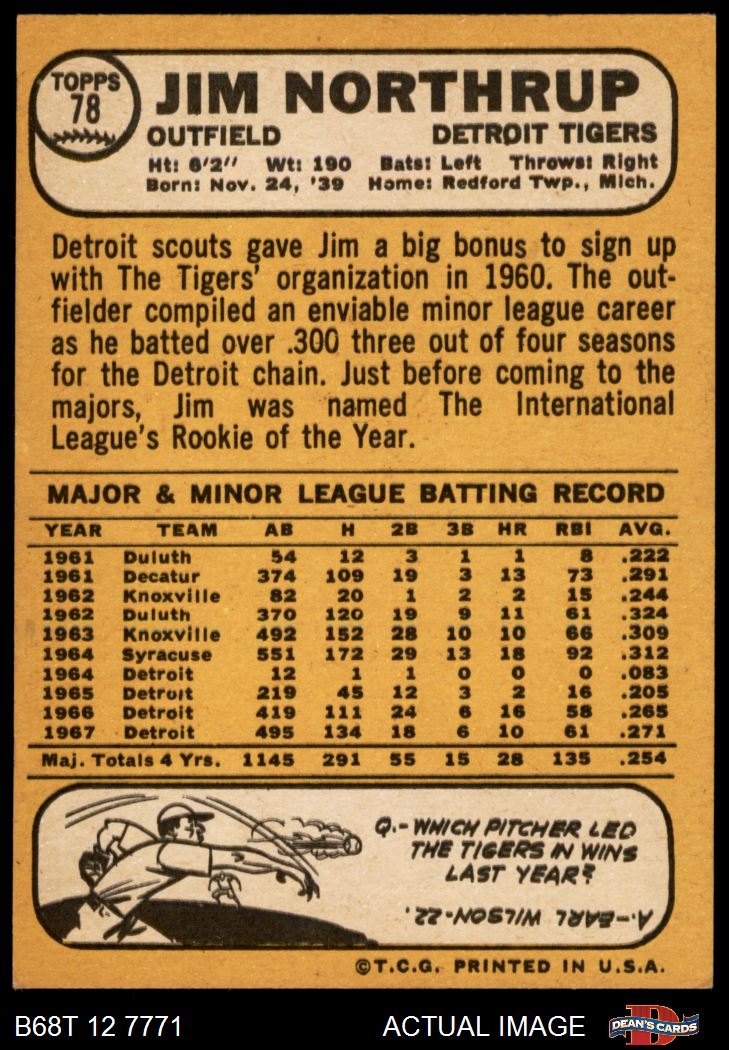 TOPPS
78
JIM NORTHRUP
OUTFIELD DETROIT TIGERS
Ht: 6'2" Wt: 190 Bats: Left Throws: Right
Born: Nov. 24, '39 Home: Redford Twp., Mich.
Detroit scouts gave Jim a big bonus to sign up
with The Tigers' organization in 1960. The out-
fielder compiled an enviable minor league career
as he batted over .300 three out of four seasons
for the Detroit chain. Just before coming to the
majors, Jim was named The International
League's Rookie of the Year.
MAJOR & MINOR LEAGUE BATTING RECORD
YEAR TEAM AB H 2B 3B HR RBI AVG.
1961 Duluth 54 12 3 1 1 8 .222
1961 Decatur 374 109 19 3 13 73 .291
1962 Knoxville 82 20 1 2 2 15 .244
1962 Duluth 370 120 19 9 11 61 .324
1963 Knoxville 492 152 28 10 10 66 .309
1964 Syracuse 551 172 29 13 18 92 .312
1964 Detroit 12 1 1 0 0 0 .083
1965 Detroit 219 45 12 3 2 16 .205
1966 Detroit 419 111 24 6 16 58 .265
1967 Detroit 495 134 18 6 10 61 .271
Maj. Totals 4 Yrs. 1145 291 55 15 28 135 .254
Q.- WHICH PITCHER LED
THE TIGERS IN WINS
LAST YEAR?
A.-EARL WILSON-22.
©T.C.G. PRINTED IN U.S.A.
B68T 12 7771 ACTUAL IMAGE
D
DEAN'S CARDS